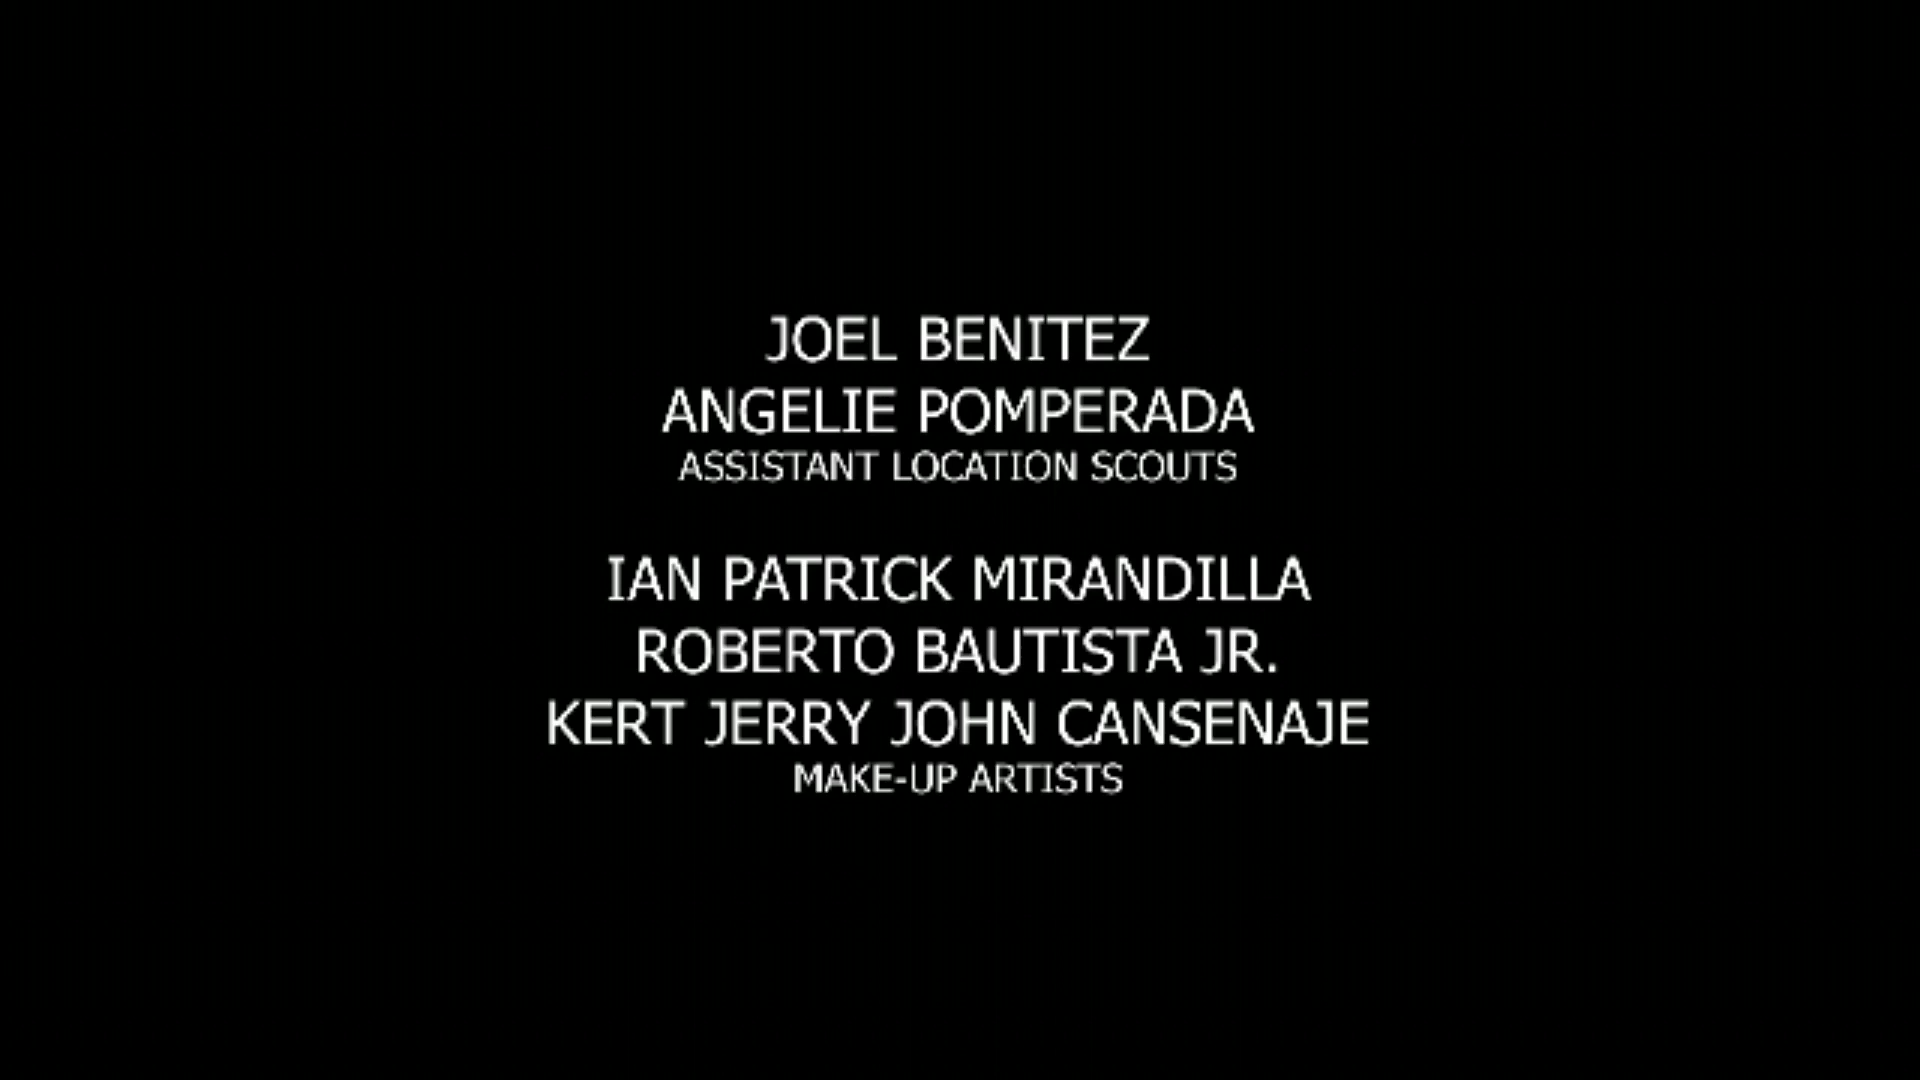 JOEL BENITEZ
ANGELIE POMPERADA
ASSISTANT LOCATION SCOUTS
IAN PATRICK MIRANDILLA
ROBERTO BAUTISTA JR.
KERT JERRY JOHN CANSENAJE
MAKE-UP ARTISTS